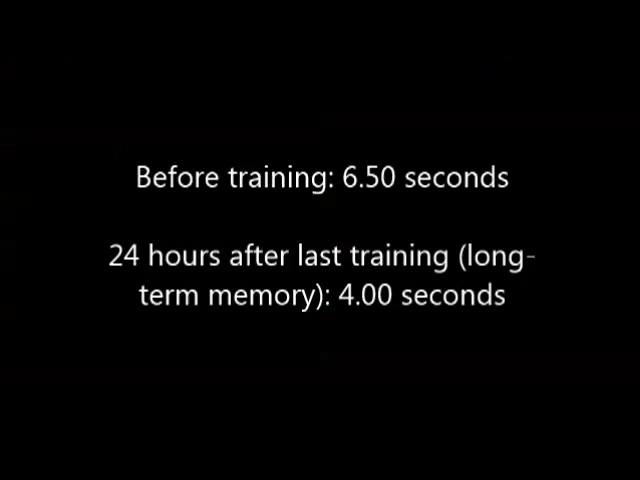 Before training: 6.50 seconds
24 hours after last training (long-
term memory): 4.00 seconds